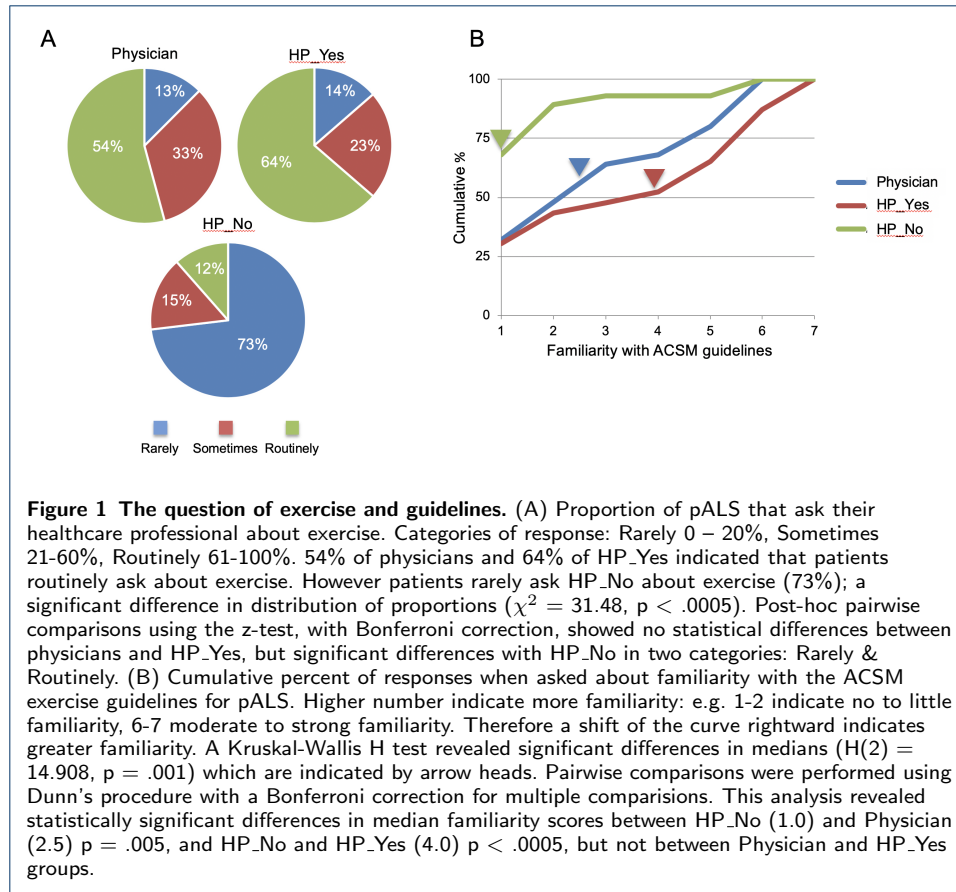 A
Physician
13%
33%
54%
HP_Yes
14%
23%
64%
HP_No
12%
15%
73%
Rarely Sometimes Routinely
B
Cumulative %
100
75
50
25
0
1 2 3 4 5 6 7
Familiarity with ACSM guidelines
Physician
HP_Yes
HP_No
Figure 1 The question of exercise and guidelines. (A) Proportion of pALS that ask their
healthcare professional about exercise. Categories of response: Rarely 0 – 20%, Sometimes
21-60%, Routinely 61-100%. 54% of physicians and 64% of HP_Yes indicated that patients
routinely ask about exercise. However patients rarely ask HP_No about exercise (73%); a
significant difference in distribution of proportions (χ² = 31.48, p < .0005). Post-hoc pairwise
comparisons using the z-test, with Bonferroni correction, showed no statistical differences between
physicians and HP_Yes, but significant differences with HP_No in two categories: Rarely &
Routinely. (B) Cumulative percent of responses when asked about familiarity with the ACSM
exercise guidelines for pALS. Higher number indicate more familiarity: e.g. 1-2 indicate no to little
familiarity, 6-7 moderate to strong familiarity. Therefore a shift of the curve rightward indicates
greater familiarity. A Kruskal-Wallis H test revealed significant differences in medians (H(2) =
14.908, p = .001) which are indicated by arrow heads. Pairwise comparisons were performed using
Dunn's procedure with a Bonferroni correction for multiple comparisions. This analysis revealed
statistically significant differences in median familiarity scores between HP_No (1.0) and Physician
(2.5) p = .005, and HP_No and HP_Yes (4.0) p < .0005, but not between Physician and HP_Yes
groups.